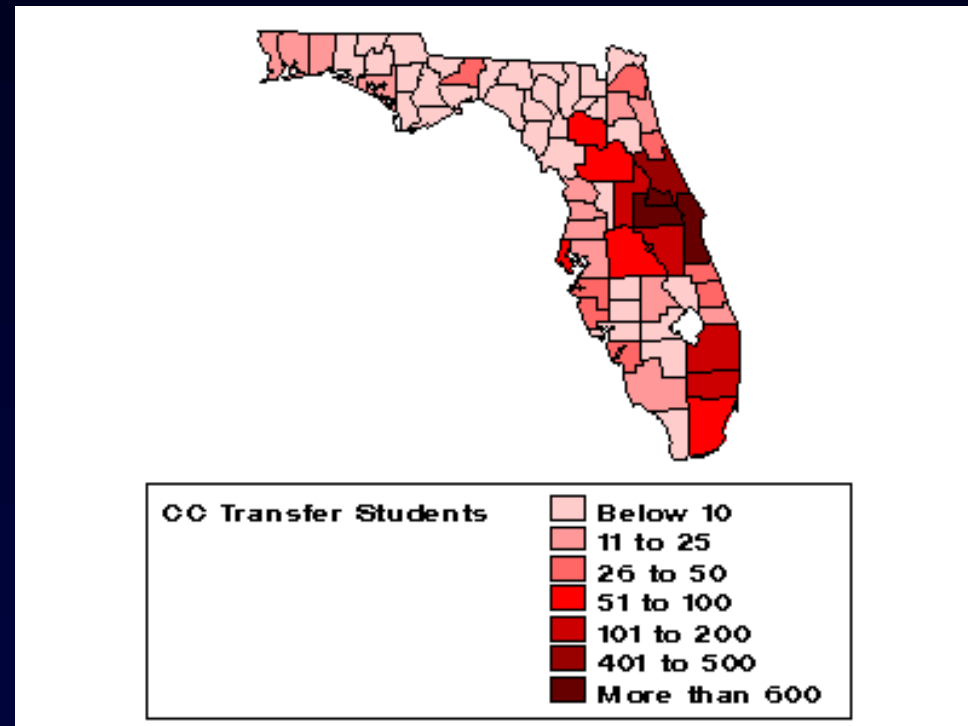 CC Transfer Students
Below 10
11 to 25
26 to 50
51 to 100
101 to 200
401 to 500
More than 600